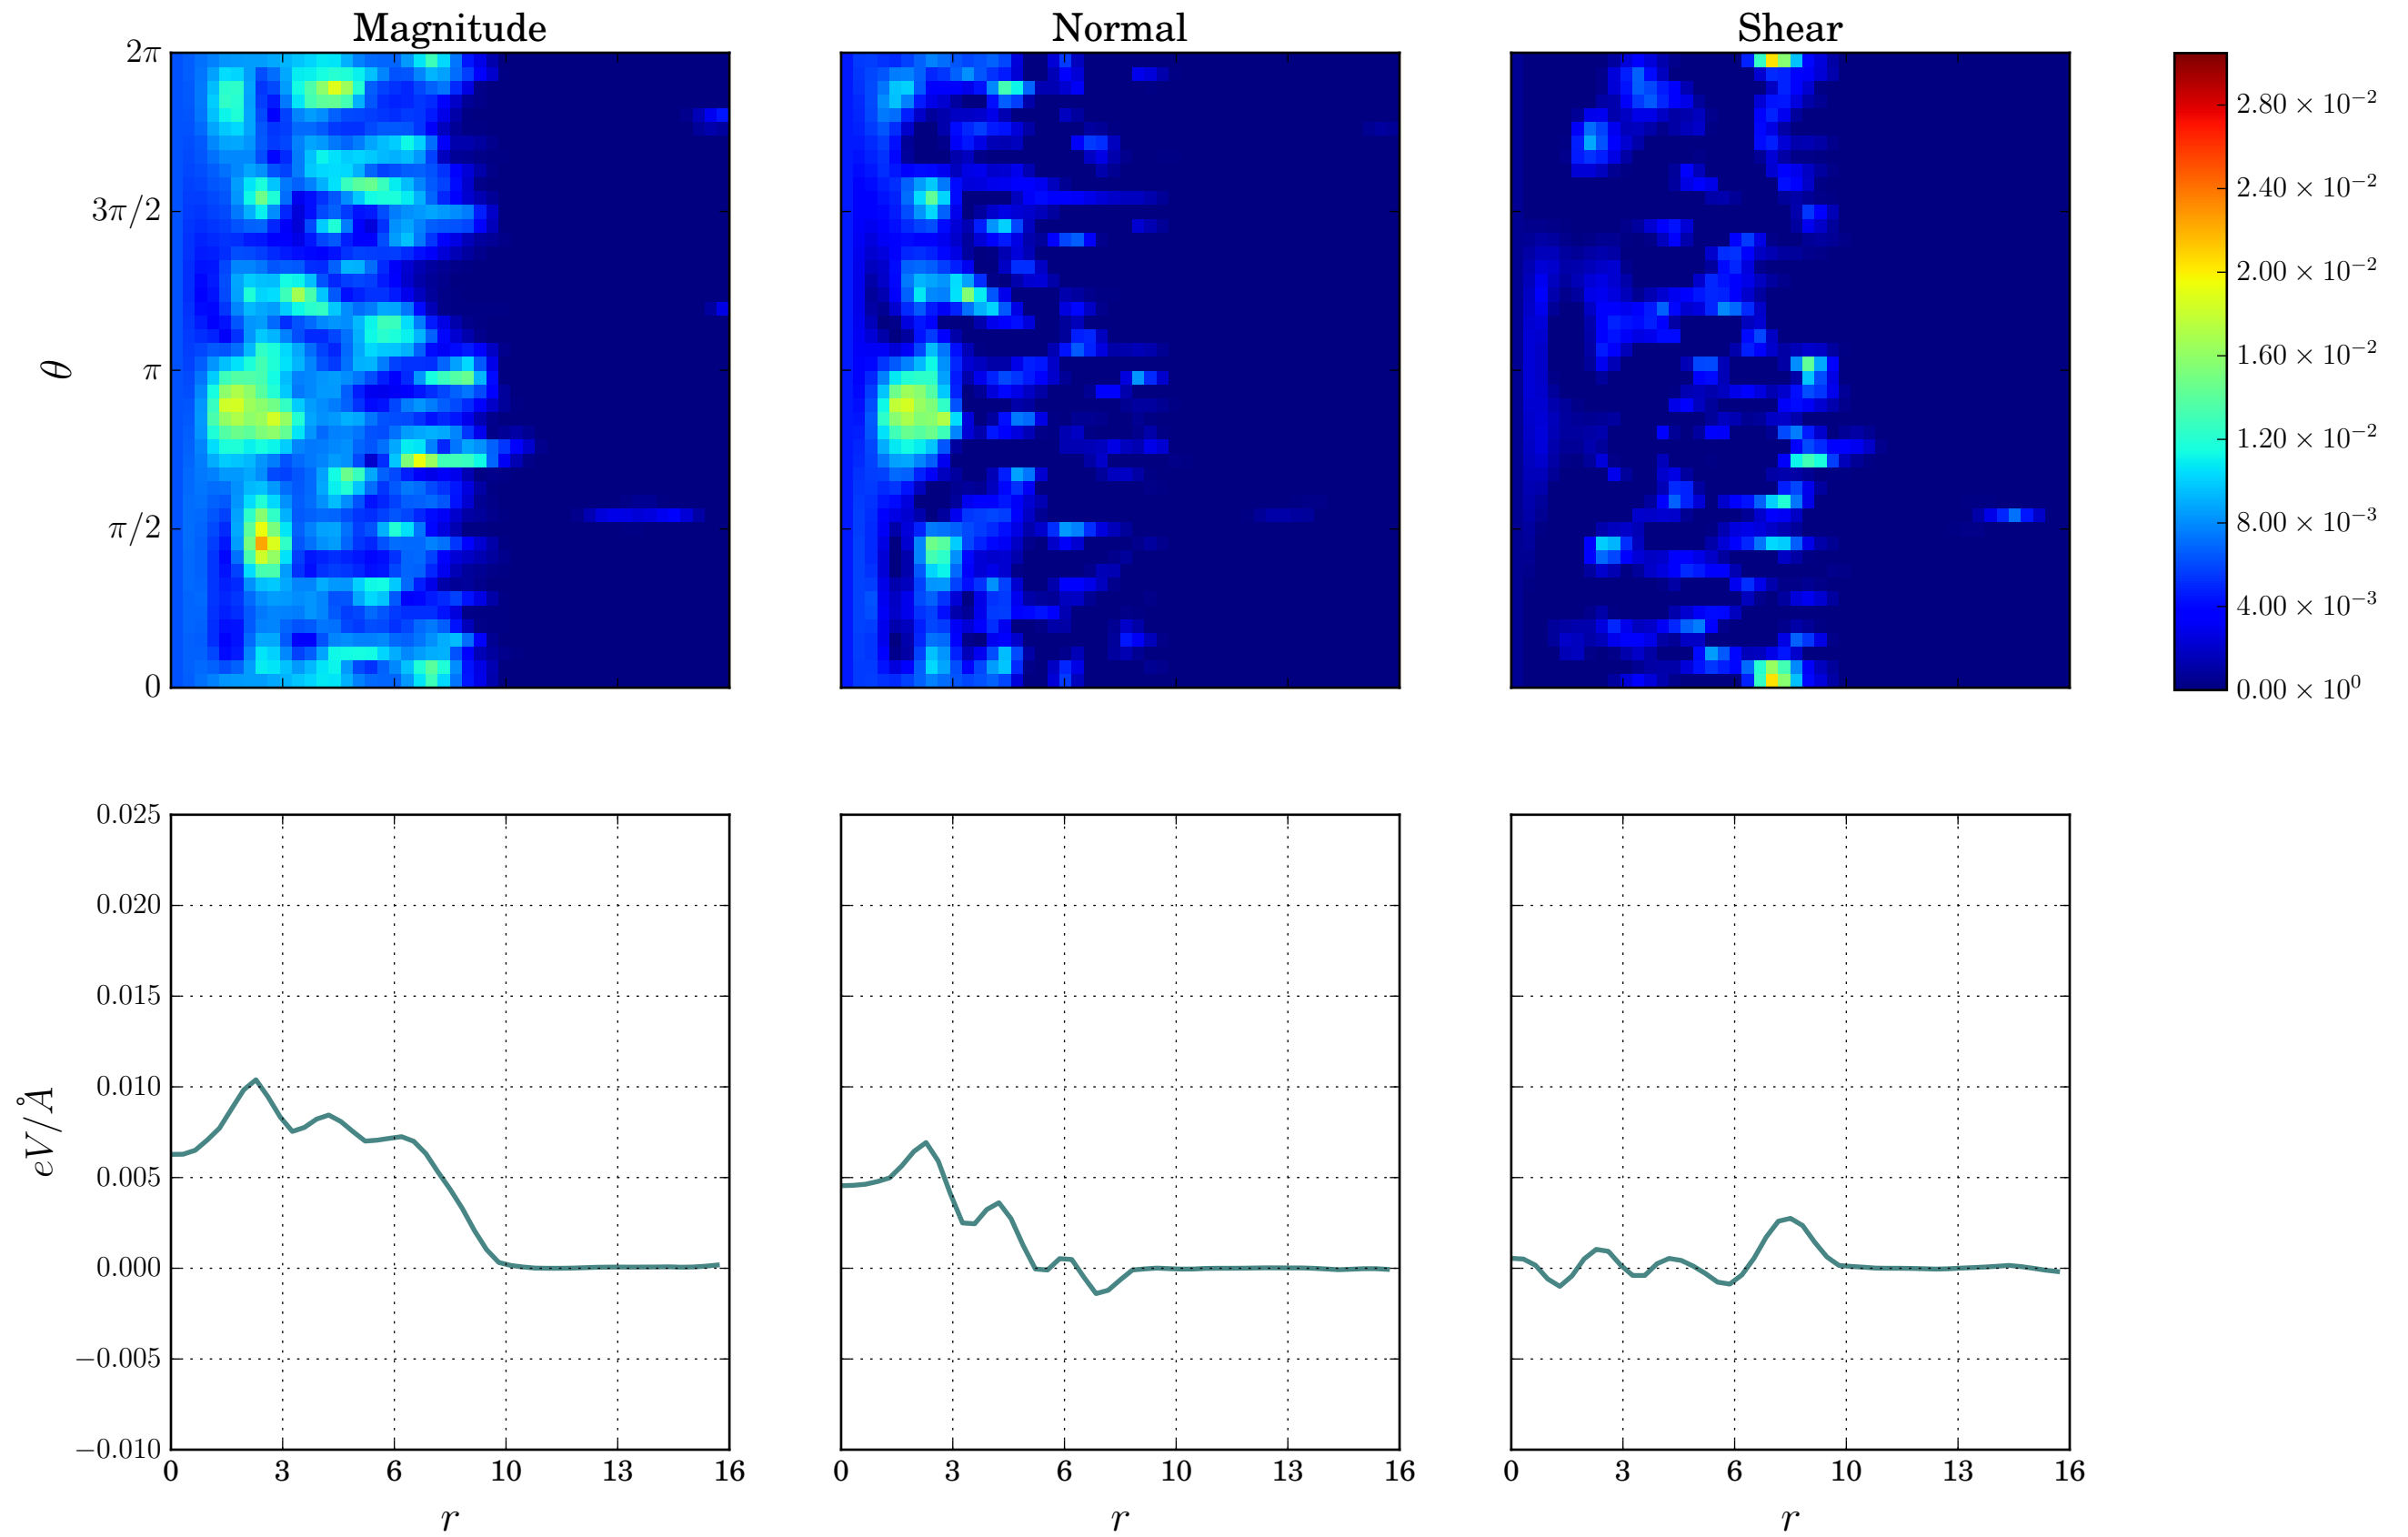 Magnitude Normal Shear
2π
3π/2
π
π/2
0
θ
2.80 × 10⁻²
2.40 × 10⁻²
2.00 × 10⁻²
1.60 × 10⁻²
1.20 × 10⁻²
8.00 × 10⁻³
4.00 × 10⁻³
0.00 × 10⁰
0.025
0.020
0.015
0.010
0.005
0.000
−0.005
−0.010
eV/Å
0 3 6 10 13 16 0 3 6 10 13 16 0 3 6 10 13 16
r r r